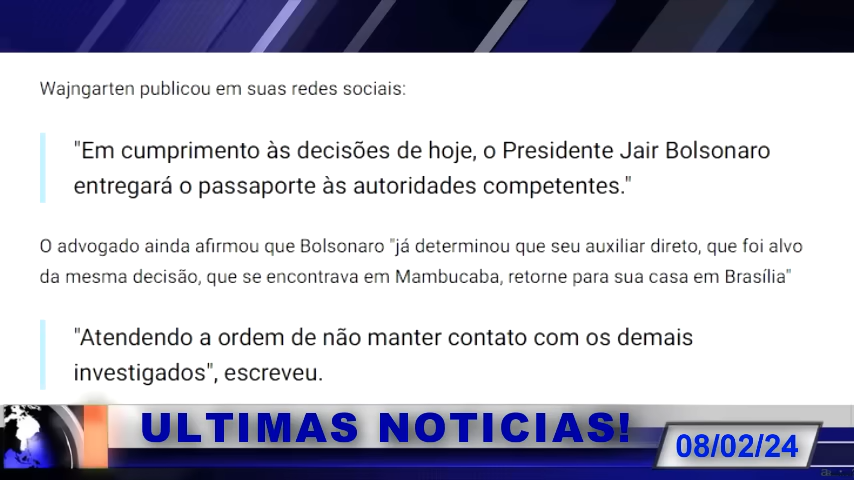 Wajngarten publicou em suas redes sociais:
"Em cumprimento às decisões de hoje, o Presidente Jair Bolsonaro
entregará o passaporte às autoridades competentes."
O advogado ainda afirmou que Bolsonaro "já determinou que seu auxiliar direto, que foi alvo
da mesma decisão, que se encontrava em Mambucaba, retorne para sua casa em Brasília"
"Atendendo a ordem de não manter contato com os demais
investigados", escreveu.
ULTIMAS NOTICIAS!
08/02/24